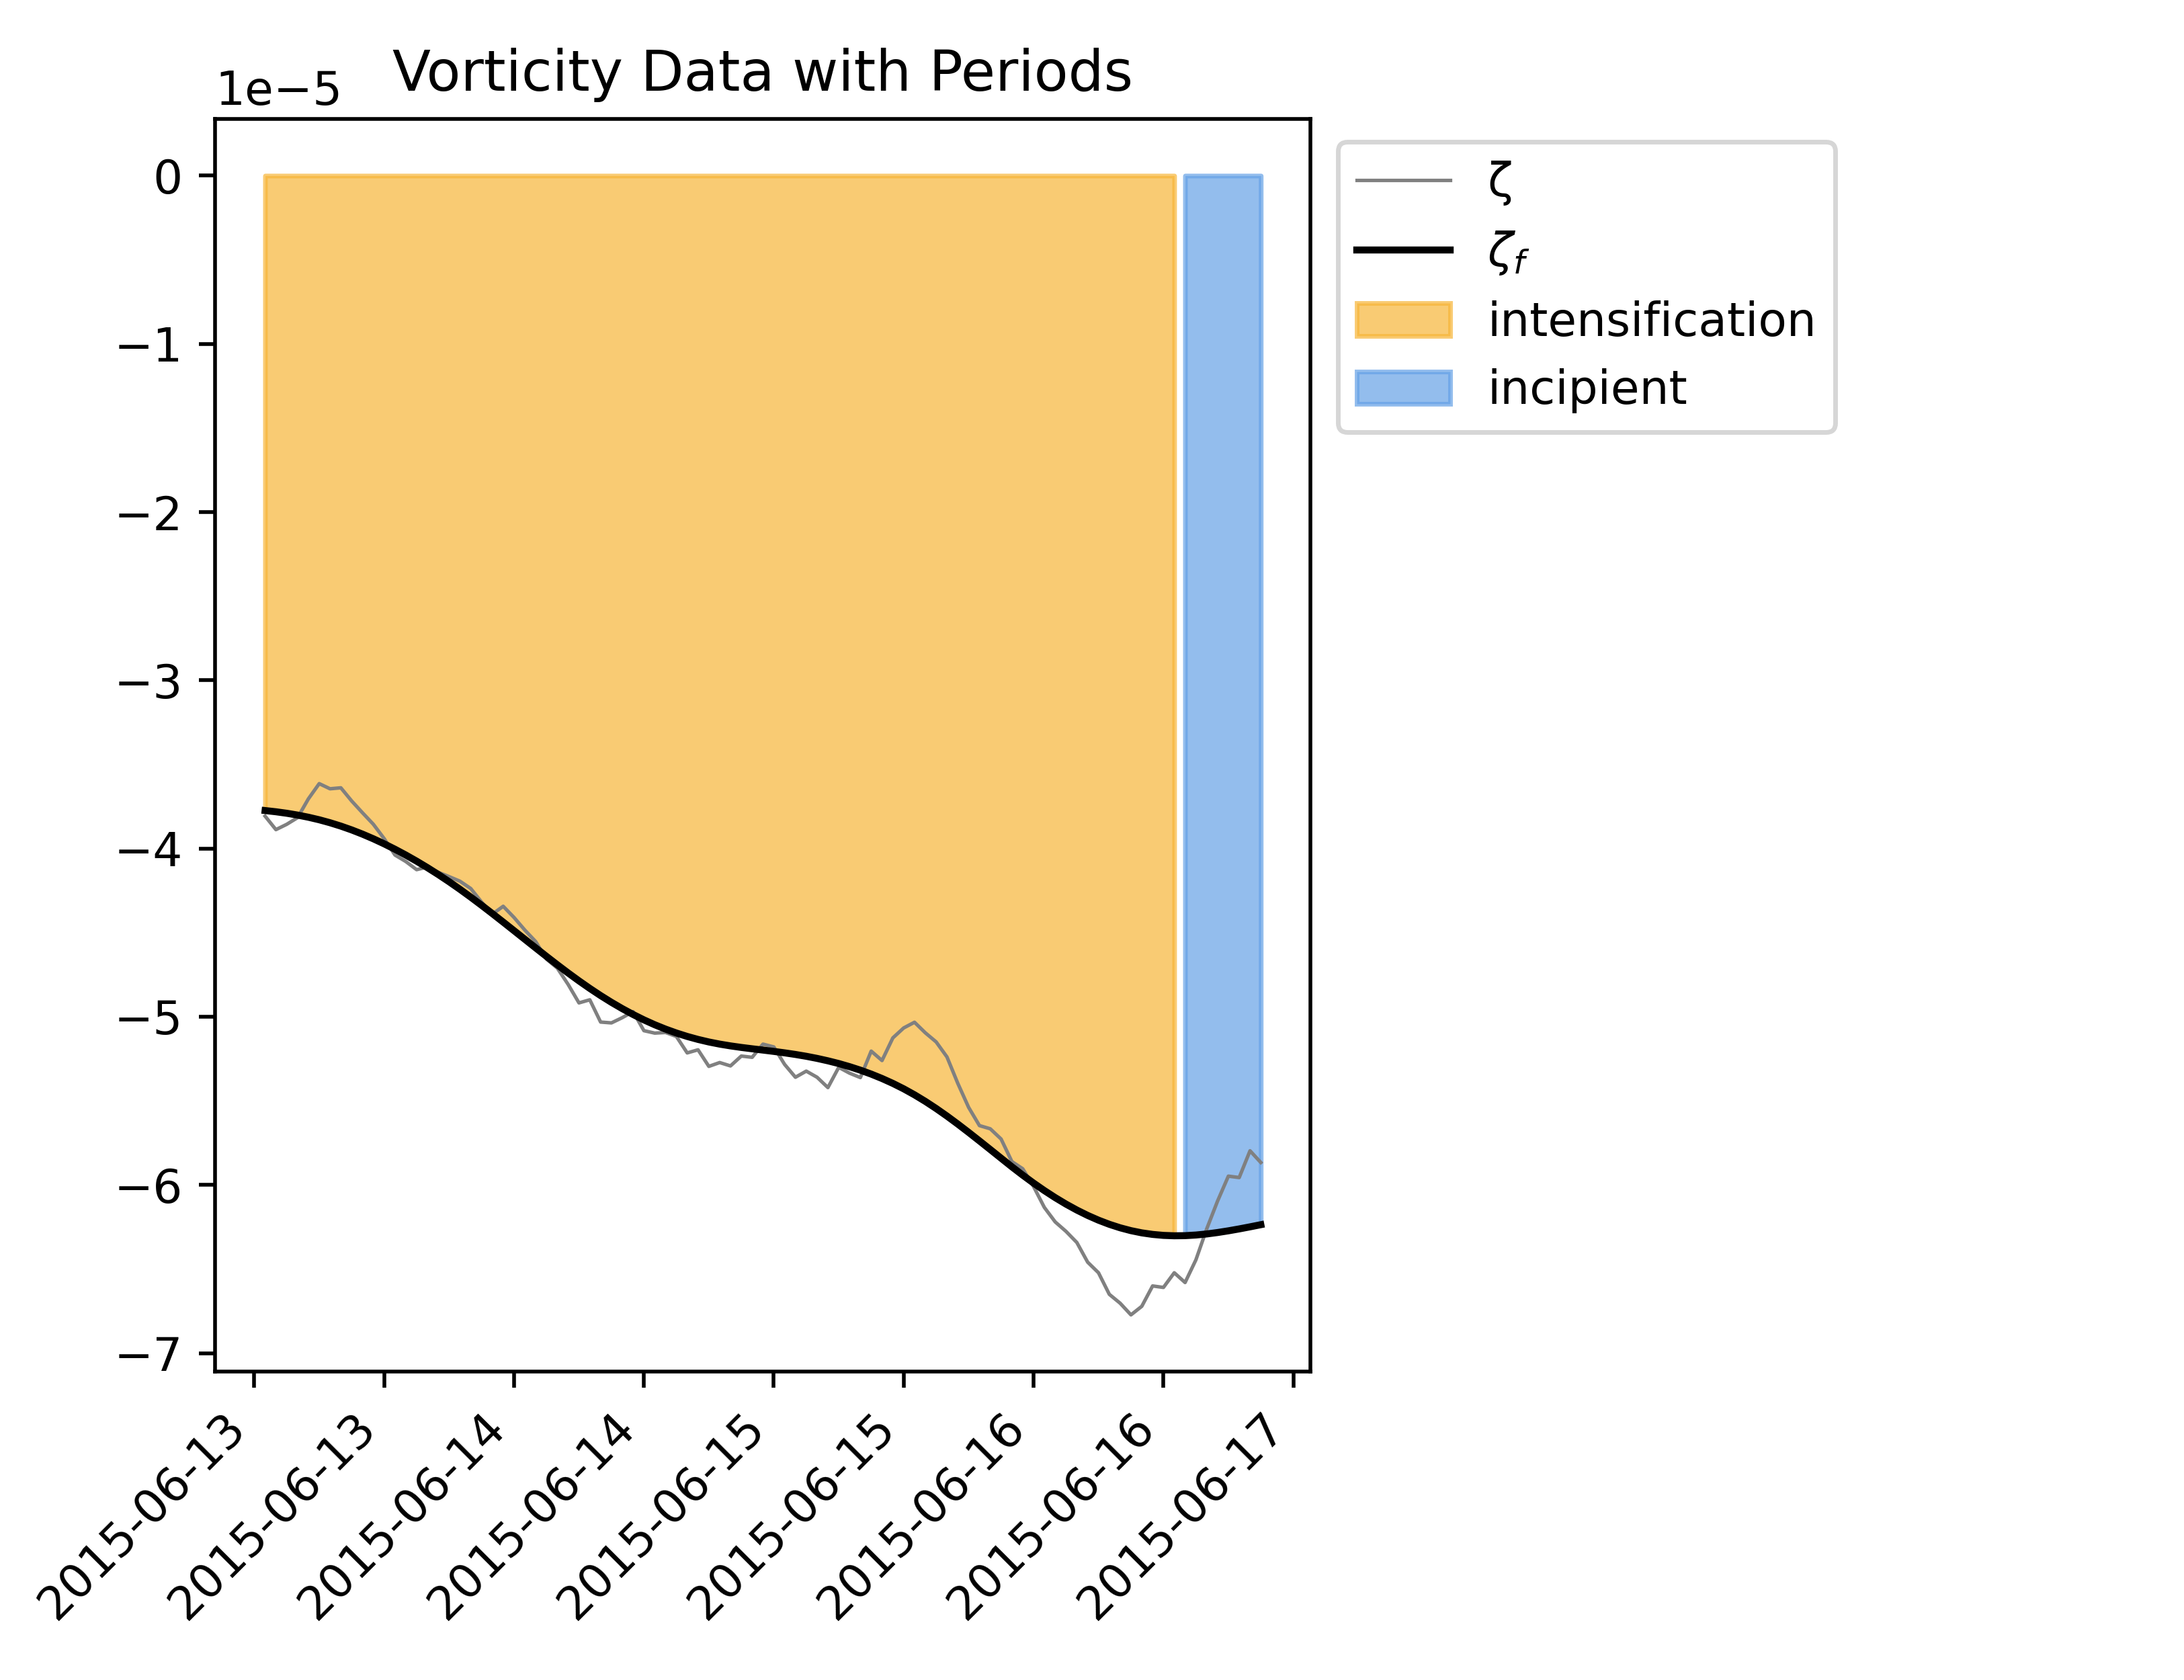 Vorticity Data with Periods
1e−5
0
−1
−2
−3
−4
−5
−6
−7
2015-06-13
2015-06-13
2015-06-14
2015-06-14
2015-06-15
2015-06-15
2015-06-16
2015-06-16
2015-06-17
ζ
ζf
intensification
incipient